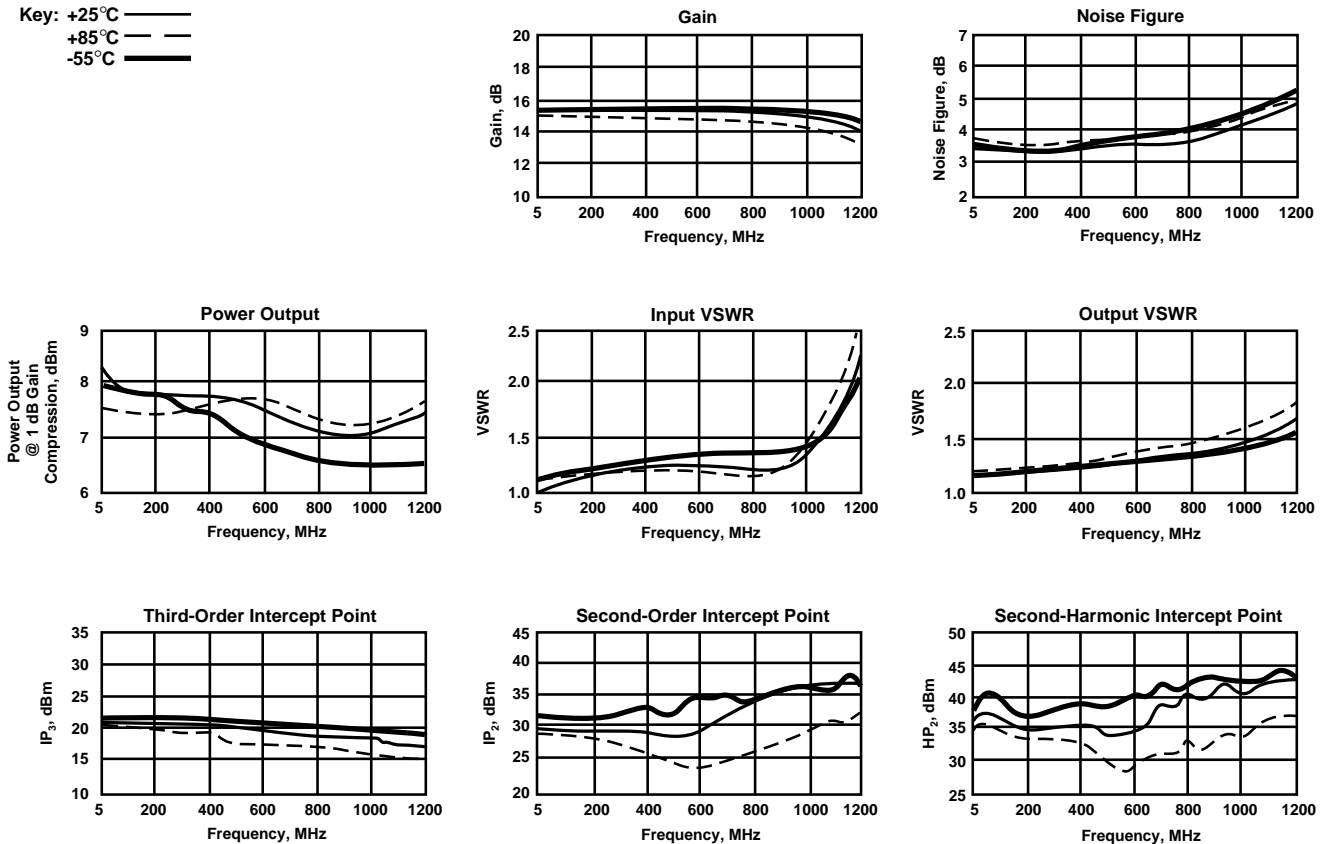 Key: +25°C
+85°C
-55°C
Gain
Gain, dB
20
18
16
14
12
10
5 200 400 600 800 1000 1200
Frequency, MHz
Noise Figure
Noise Figure, dB
7
6
5
4
3
2
5 200 400 600 800 1000 1200
Frequency, MHz
Power Output
Power Output
@ 1 dB Gain
Compression, dBm
9
8
7
6
5 200 400 600 800 1000 1200
Frequency, MHz
Input VSWR
VSWR
2.5
2.0
1.5
1.0
5 200 400 600 800 1000 1200
Frequency, MHz
Output VSWR
VSWR
2.5
2.0
1.5
1.0
5 200 400 600 800 1000 1200
Frequency, MHz
Third-Order Intercept Point
IP3, dBm
35
30
25
20
15
10
5 200 400 600 800 1000 1200
Frequency, MHz
Second-Order Intercept Point
IP2, dBm
45
40
35
30
25
20
5 200 400 600 800 1000 1200
Frequency, MHz
Second-Harmonic Intercept Point
HP2, dBm
50
45
40
35
30
25
5 200 400 600 800 1000 1200
Frequency, MHz